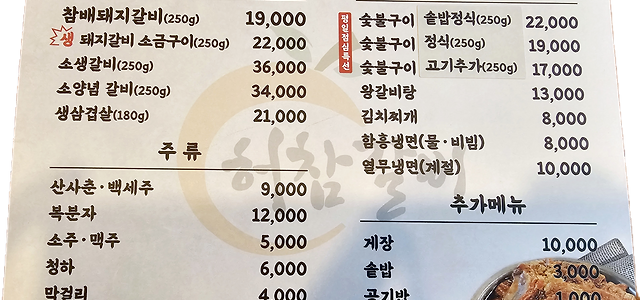 참배돼지갈비(250g) 19,000
생 돼지갈비 소금구이(250g) 22,000
소생갈비(250g) 36,000
소양념 갈비(250g) 34,000
생삼겹살(180g) 21,000
주 류
산사춘·백세주 9,000
복분자 12,000
소주·맥주 5,000
청하 6,000
막걸리 4,000
평일점심특선
숯불구이 솥밥정식(250g) 22,000
숯불구이 정식(250g) 19,000
숯불구이 고기추가(250g) 17,000
왕갈비탕 13,000
김치찌개 8,000
함흥냉면(물·비빔) 8,000
열무냉면(계절) 10,000
추가메뉴
게장 10,000
솥밥 3,000
공기밥 1,000
허참갈비